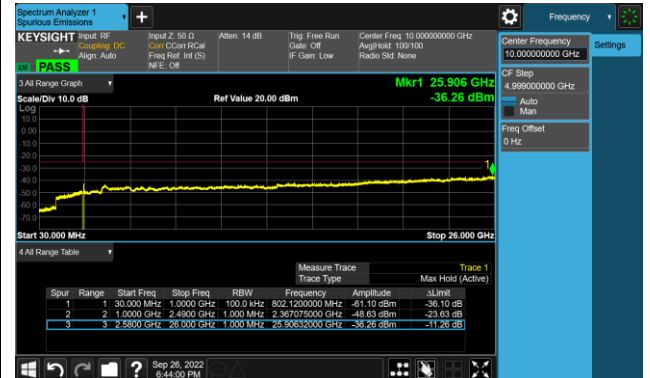 Spectrum Analyzer 1
Spurious Emissions
Frequency
KEYSIGHT
Input: RF
Coupling: DC
Align: Auto
Input Z: 50 Ω
Corr CCorr RCal
Freq Ref: Int (S)
NFE: Off
Atten: 14 dB
Trig: Free Run
Gate: Off
IF Gain: Low
Center Freq: 10.000000000 GHz
Avg|Hold: 100/100
Radio Std: None
PASS
3 All Range Graph
Mkr1 25.906 GHz
Scale/Div 10.0 dB
Ref Value 20.00 dBm
-36.26 dBm
Log
10.0
0.00
-10.0
-20.0
-30.0
-40.0
-50.0
-60.0
-70.0
1
Start 30.000 MHz
Stop 26.000 GHz
4 All Range Table
Measure Trace Trace 1
Trace Type Max Hold (Active)
Spur Range Start Freq Stop Freq RBW Frequency Amplitude ΔLimit
1 1 30.000 MHz 1.0000 GHz 100.0 kHz 802.1200000 MHz -61.10 dBm -36.10 dB
2 2 1.0000 GHz 2.4900 GHz 1.000 MHz 2.367075000 GHz -48.63 dBm -23.63 dB
3 3 2.5800 GHz 26.000 GHz 1.000 MHz 25.90632000 GHz -36.26 dBm -11.26 dB
Center Frequency
10.000000000 GHz
Settings
CF Step
4.999000000 GHz
Auto
Man
Freq Offset
0 Hz
?
Sep 26, 2022
6:44:00 PM